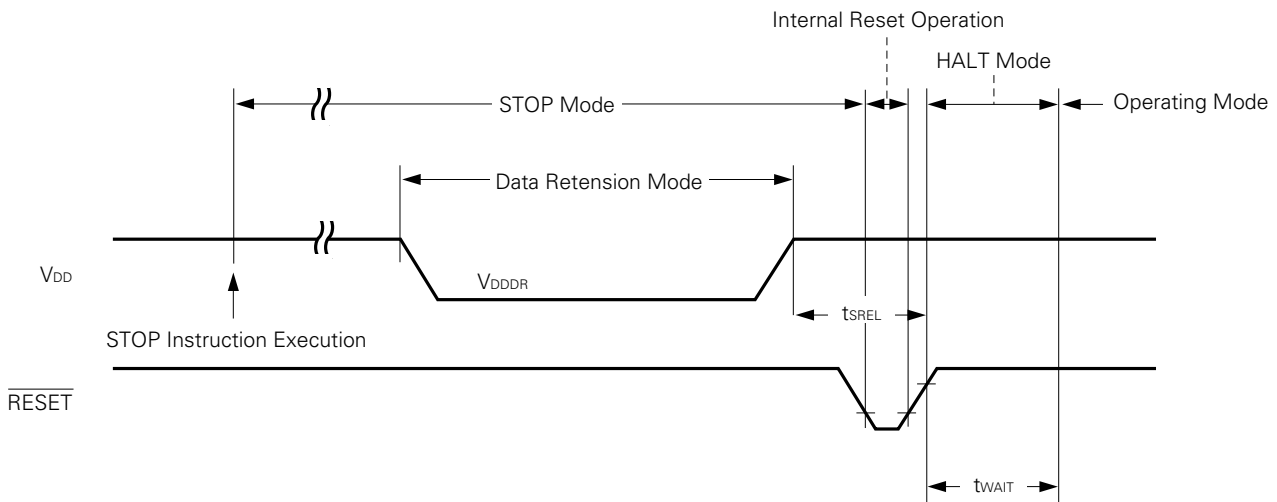 Internal Reset Operation
HALT Mode
STOP Mode
Operating Mode
Data Retension Mode
VDD
VDDDR
tSREL
STOP Instruction Execution
RESET
tWAIT